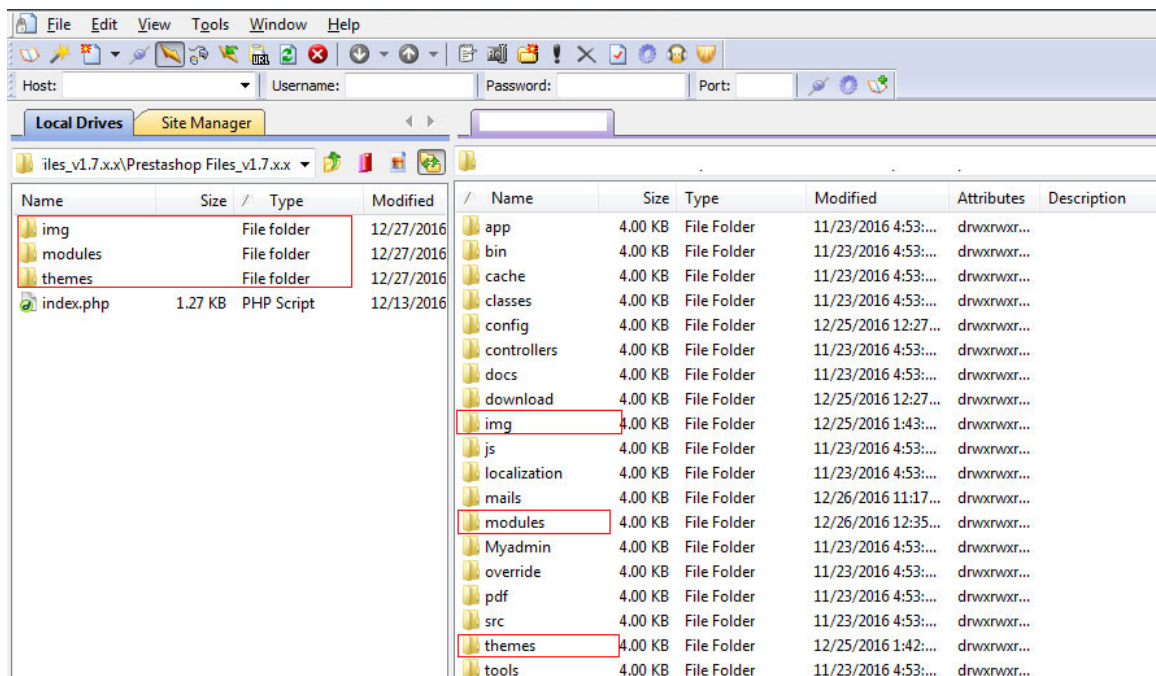 File Edit View Tools Window Help
URL
Host: Username: Password: Port:
Local Drives Site Manager
iles_v1.7.x.x\Prestashop Files_v1.7.x.x
Name Size Type Modified
img File folder 12/27/2016
modules File folder 12/27/2016
themes File folder 12/27/2016
index.php 1.27 KB PHP Script 12/13/2016
Name Size Type Modified Attributes Description
app 4.00 KB File Folder 11/23/2016 4:53:... drwxrwxr...
bin 4.00 KB File Folder 11/23/2016 4:53:... drwxrwxr...
cache 4.00 KB File Folder 11/23/2016 4:53:... drwxrwxr...
classes 4.00 KB File Folder 11/23/2016 4:53:... drwxrwxr...
config 4.00 KB File Folder 12/25/2016 12:27... drwxrwxr...
controllers 4.00 KB File Folder 11/23/2016 4:53:... drwxrwxr...
docs 4.00 KB File Folder 11/23/2016 4:53:... drwxrwxr...
download 4.00 KB File Folder 12/25/2016 12:27... drwxrwxr...
img 4.00 KB File Folder 12/25/2016 1:43:... drwxrwxr...
js 4.00 KB File Folder 11/23/2016 4:53:... drwxrwxr...
localization 4.00 KB File Folder 11/23/2016 4:53:... drwxrwxr...
mails 4.00 KB File Folder 12/26/2016 11:17... drwxrwxr...
modules 4.00 KB File Folder 12/26/2016 12:35... drwxrwxr...
Myadmin 4.00 KB File Folder 11/23/2016 4:53:... drwxrwxr...
override 4.00 KB File Folder 11/23/2016 4:53:... drwxrwxr...
pdf 4.00 KB File Folder 11/23/2016 4:53:... drwxrwxr...
src 4.00 KB File Folder 11/23/2016 4:53:... drwxrwxr...
themes 4.00 KB File Folder 12/25/2016 1:42:... drwxrwxr...
tools 4.00 KB File Folder 11/23/2016 4:53:... drwxrwxr...